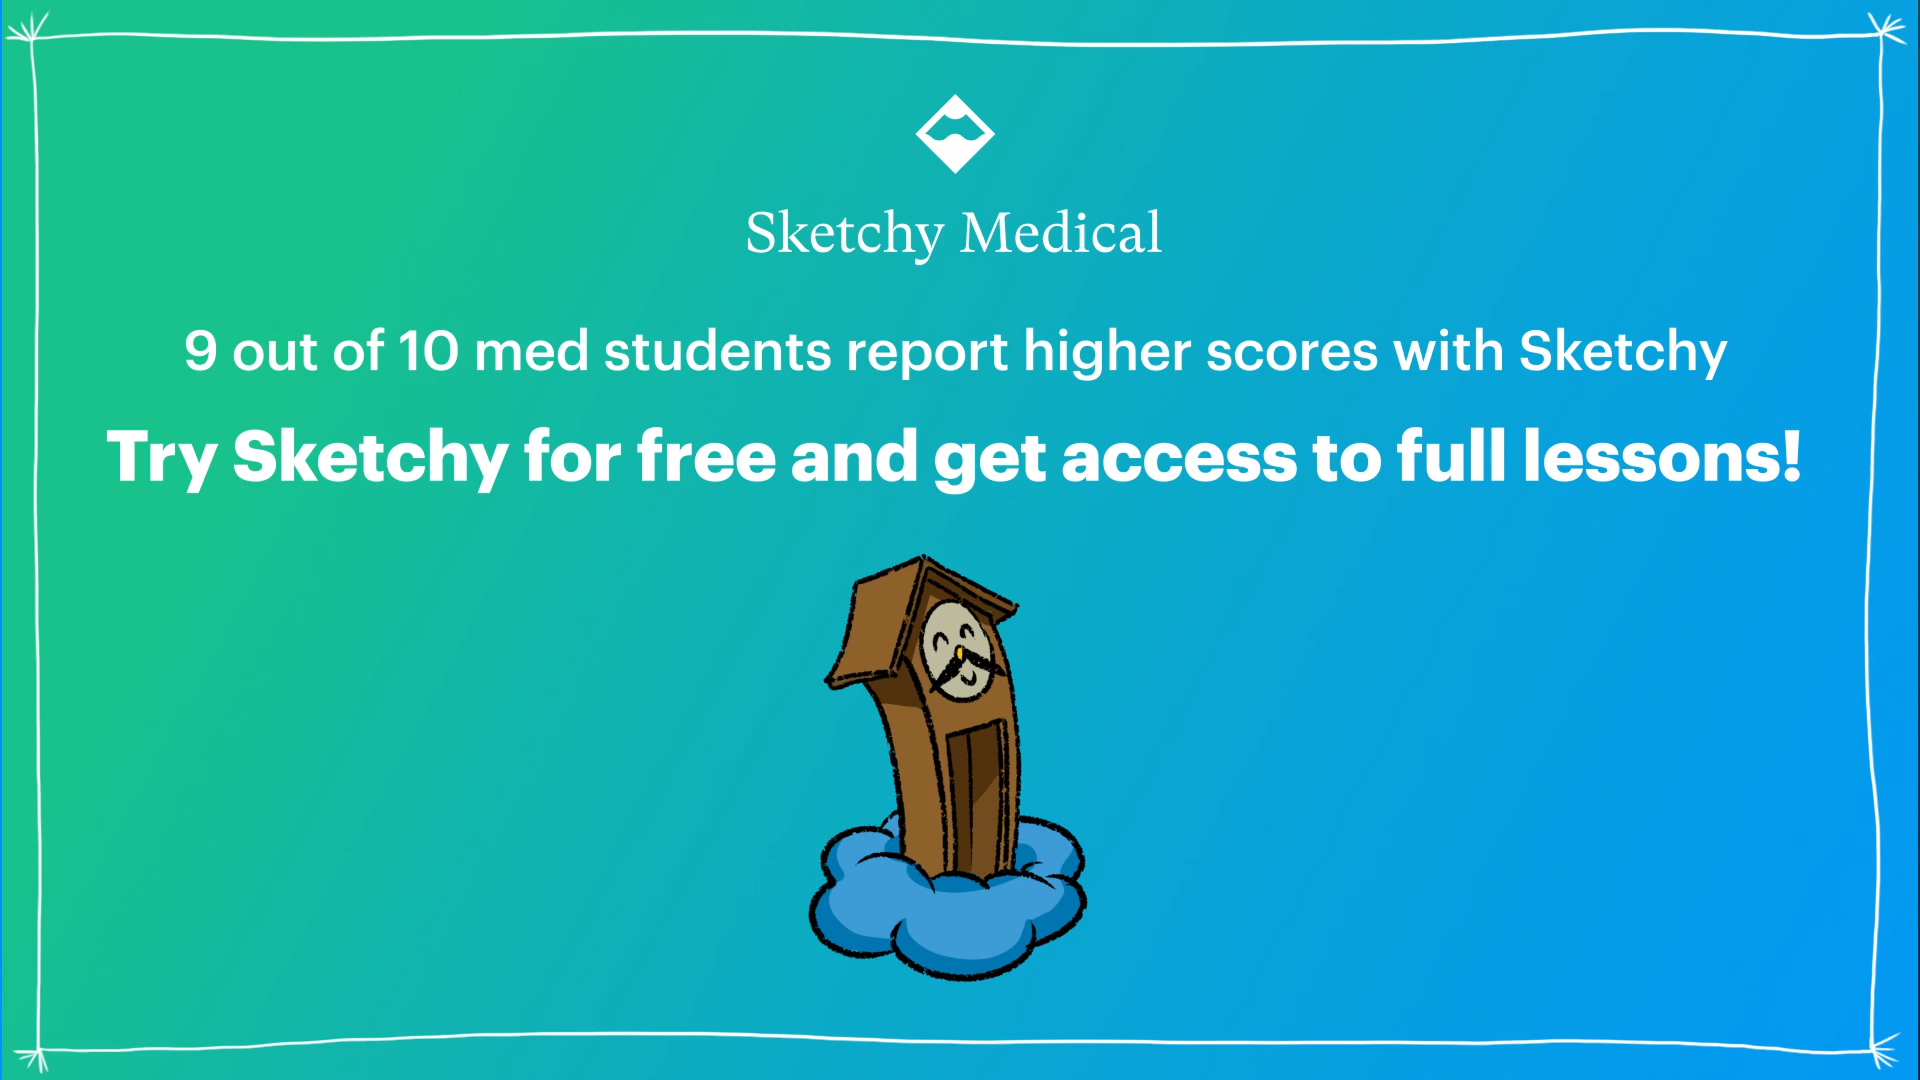 Sketchy Medical
9 out of 10 med students report higher scores with Sketchy
Try Sketchy for free and get access to full lessons!